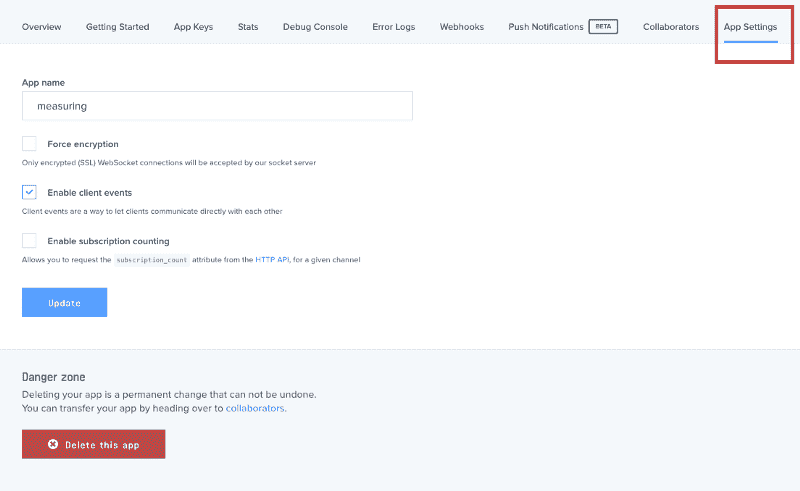 Overview Getting Started App Keys Stats Debug Console Error Logs Webhooks Push Notifications BETA Collaborators App Settings
App name
measuring
Force encryption
Only encrypted (SSL) WebSocket connections will be accepted by our socket server
Enable client events
Client events are a way to let clients communicate directly with each other
Enable subscription counting
Allows you to request the subscription_count attribute from the HTTP API, for a given channel
Update
Danger zone
Deleting your app is a permanent change that can not be undone.
You can transfer your app by heading over to collaborators.
Delete this app